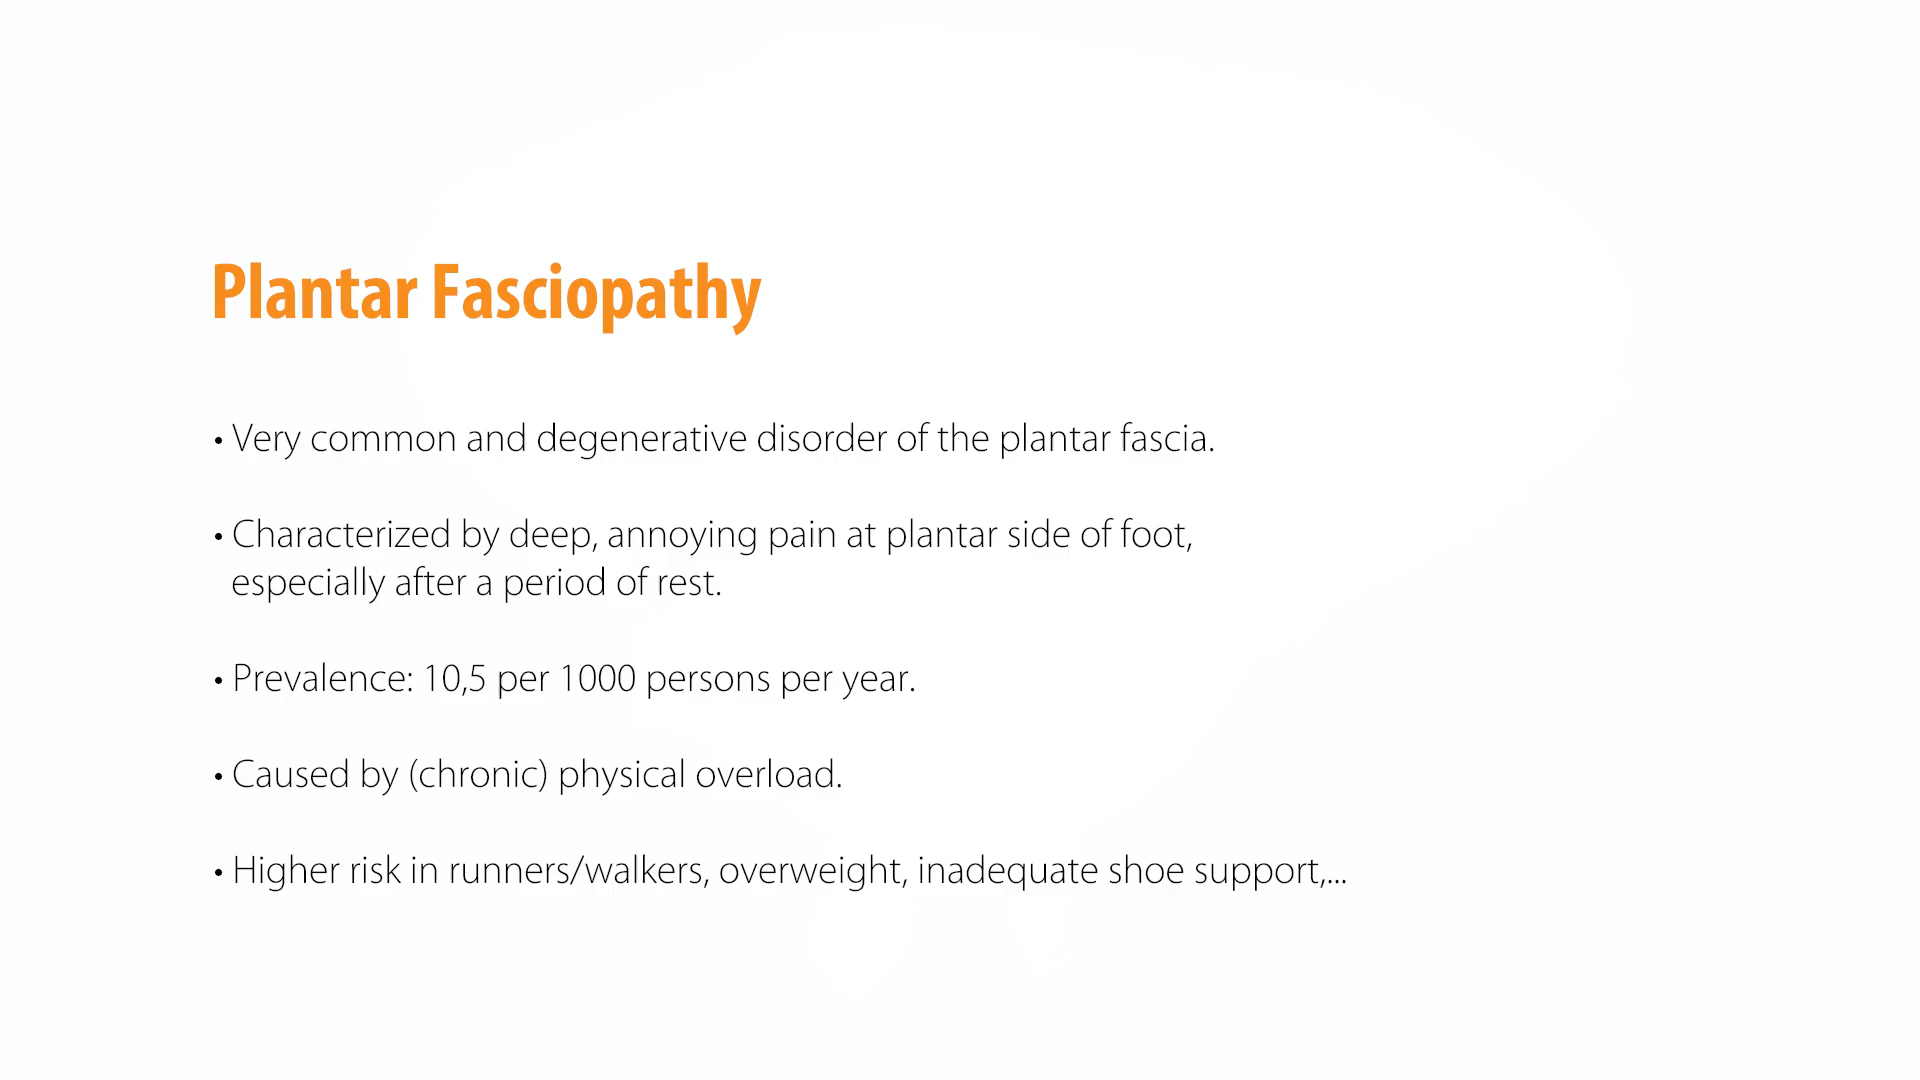 Plantar Fasciopathy
• Very common and degenerative disorder of the plantar fascia.
• Characterized by deep, annoying pain at plantar side of foot,
especially after a period of rest.
• Prevalence: 10,5 per 1000 persons per year.
• Caused by (chronic) physical overload.
• Higher risk in runners/walkers, overweight, inadequate shoe support,...